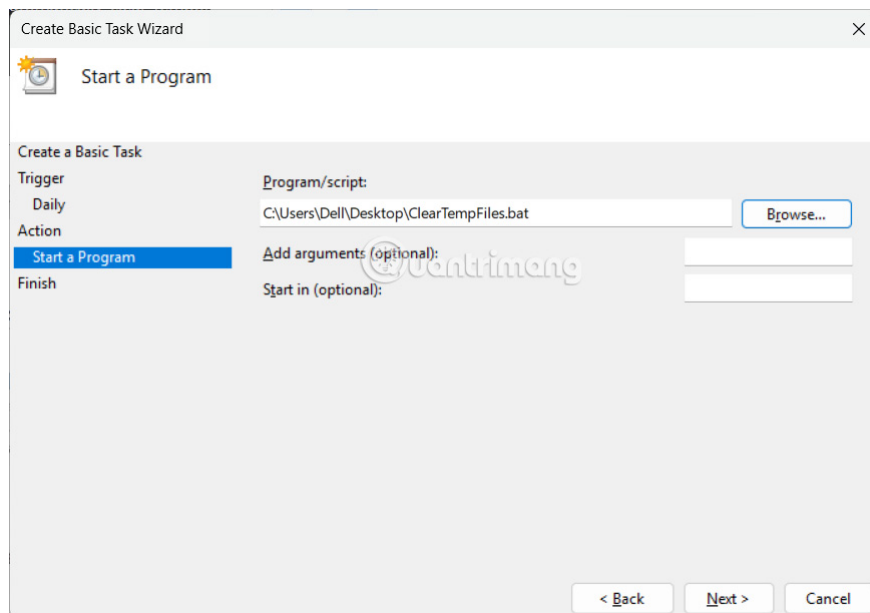 Create Basic Task Wizard
Start a Program
Create a Basic Task
Trigger
Daily
Action
Start a Program
Finish
Program/script:
C:\Users\Dell\Desktop\ClearTempFiles.bat
Browse...
Add arguments (optional):
Start in (optional):
Quantrimang
< Back
Next >
Cancel